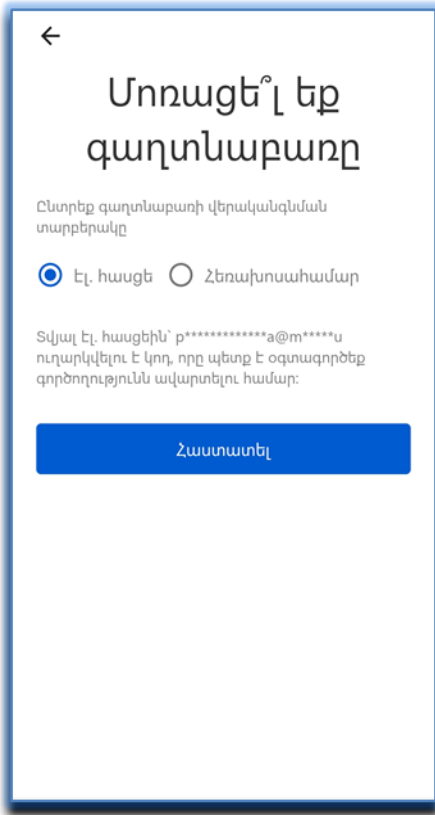 Մոռացե՞լ եք
գաղտնաբառը
Ընտրեք գաղտնաբառի վերականգնման
տարբերակը
Էլ. հասցե Հեռախոսահամար
Տվյալ էլ. հասցեին՝ p*************a@m*****u
ուղարկվելու է կոդ, որը պետք է օգտագործեք
գործողությունն ավարտելու համար:
Հաստատել